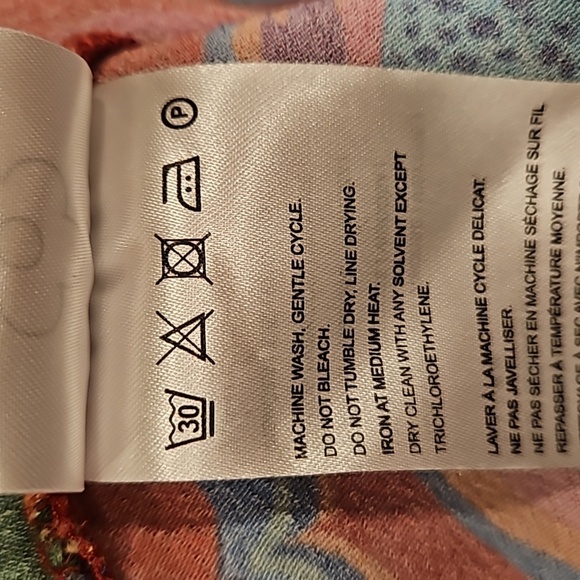 30
P
MACHINE WASH, GENTLE CYCLE.
DO NOT BLEACH.
DO NOT TUMBLE DRY, LINE DRYING.
IRON AT MEDIUM HEAT.
DRY CLEAN WITH ANY SOLVENT EXCEPT
TRICHLOROETHYLENE.
LAVER À LA MACHINE CYCLE DELICAT.
NE PAS JAVELLISER.
NE PAS SÉCHER EN MACHINE SÉCHAGE SUR FIL
REPASSER À TEMPÉRATURE MOYENNE.